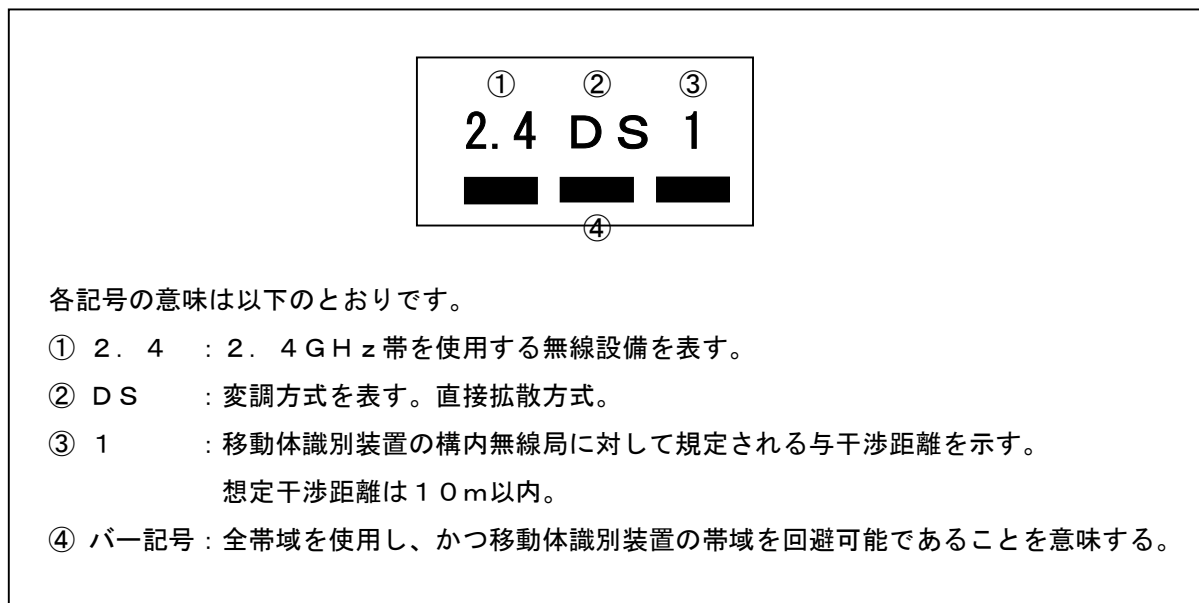 ① ② ③
2.4 DS 1
④
各記号の意味は以下のとおりです。
① 2.4 : 2.4GHz帯を使用する無線設備を表す。
② DS : 変調方式を表す。直接拡散方式。
③ 1 : 移動体識別装置の構内無線局に対して規定される与干渉距離を示す。
想定干渉距離は10m以内。
④ バー記号 : 全帯域を使用し、かつ移動体識別装置の帯域を回避可能であることを意味する。